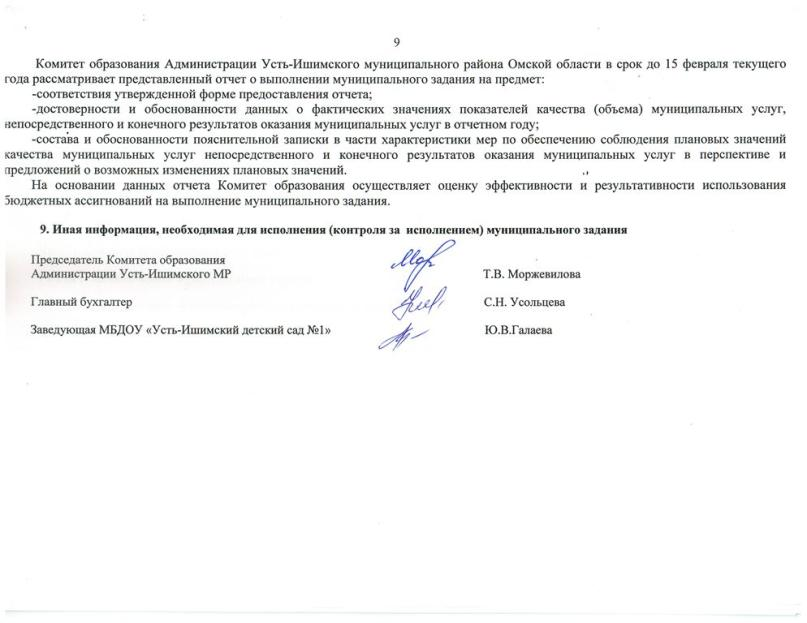 9
Комитет образования Администрации Усть-Ишимского муниципального района Омской области в срок до 15 февраля текущего
года рассматривает представленный отчет о выполнении муниципального задания на предмет:
-соответствия утвержденной форме предоставления отчета;
-достоверности и обоснованности данных о фактических значениях показателей качества (объема) муниципальных услуг,
непосредственного и конечного результатов оказания муниципальных услуг в отчетном году;
-состава и обоснованности пояснительной записки в части характеристики мер по обеспечению соблюдения плановых значений
качества муниципальных услуг непосредственного и конечного результатов оказания муниципальных услуг в перспективе и
предложений о возможных изменениях плановых значений.
На основании данных отчета Комитет образования осуществляет оценку эффективности и результативности использования
бюджетных ассигнований на выполнение муниципального задания.
9. Иная информация, необходимая для исполнения (контроля за исполнением) муниципального задания
Председатель Комитета образования
Администрации Усть-Ишимского МР Т.В. Моржевилова
Главный бухгалтер С.Н. Усольцева
Заведующая МБДОУ «Усть-Ишимский детский сад №1» Ю.В.Галаева